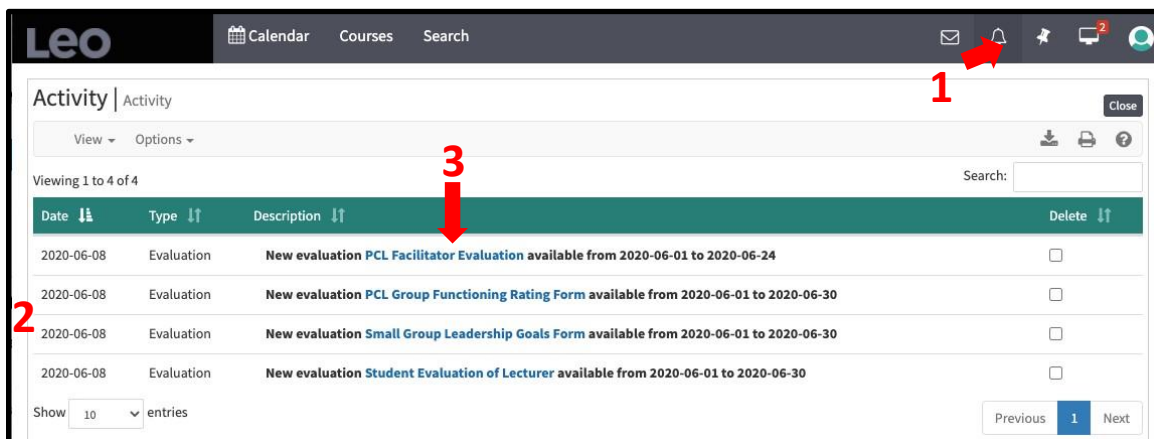 Leo Calendar Courses Search 2
1
Activity | Activity
Close
View Options
3
Viewing 1 to 4 of 4 Search:
Date Type Description Delete
2020-06-08 Evaluation New evaluation PCL Facilitator Evaluation available from 2020-06-01 to 2020-06-24
2020-06-08 Evaluation New evaluation PCL Group Functioning Rating Form available from 2020-06-01 to 2020-06-30
2
2020-06-08 Evaluation New evaluation Small Group Leadership Goals Form available from 2020-06-01 to 2020-06-30
2020-06-08 Evaluation New evaluation Student Evaluation of Lecturer available from 2020-06-01 to 2020-06-30
Show 10 entries Previous 1 Next